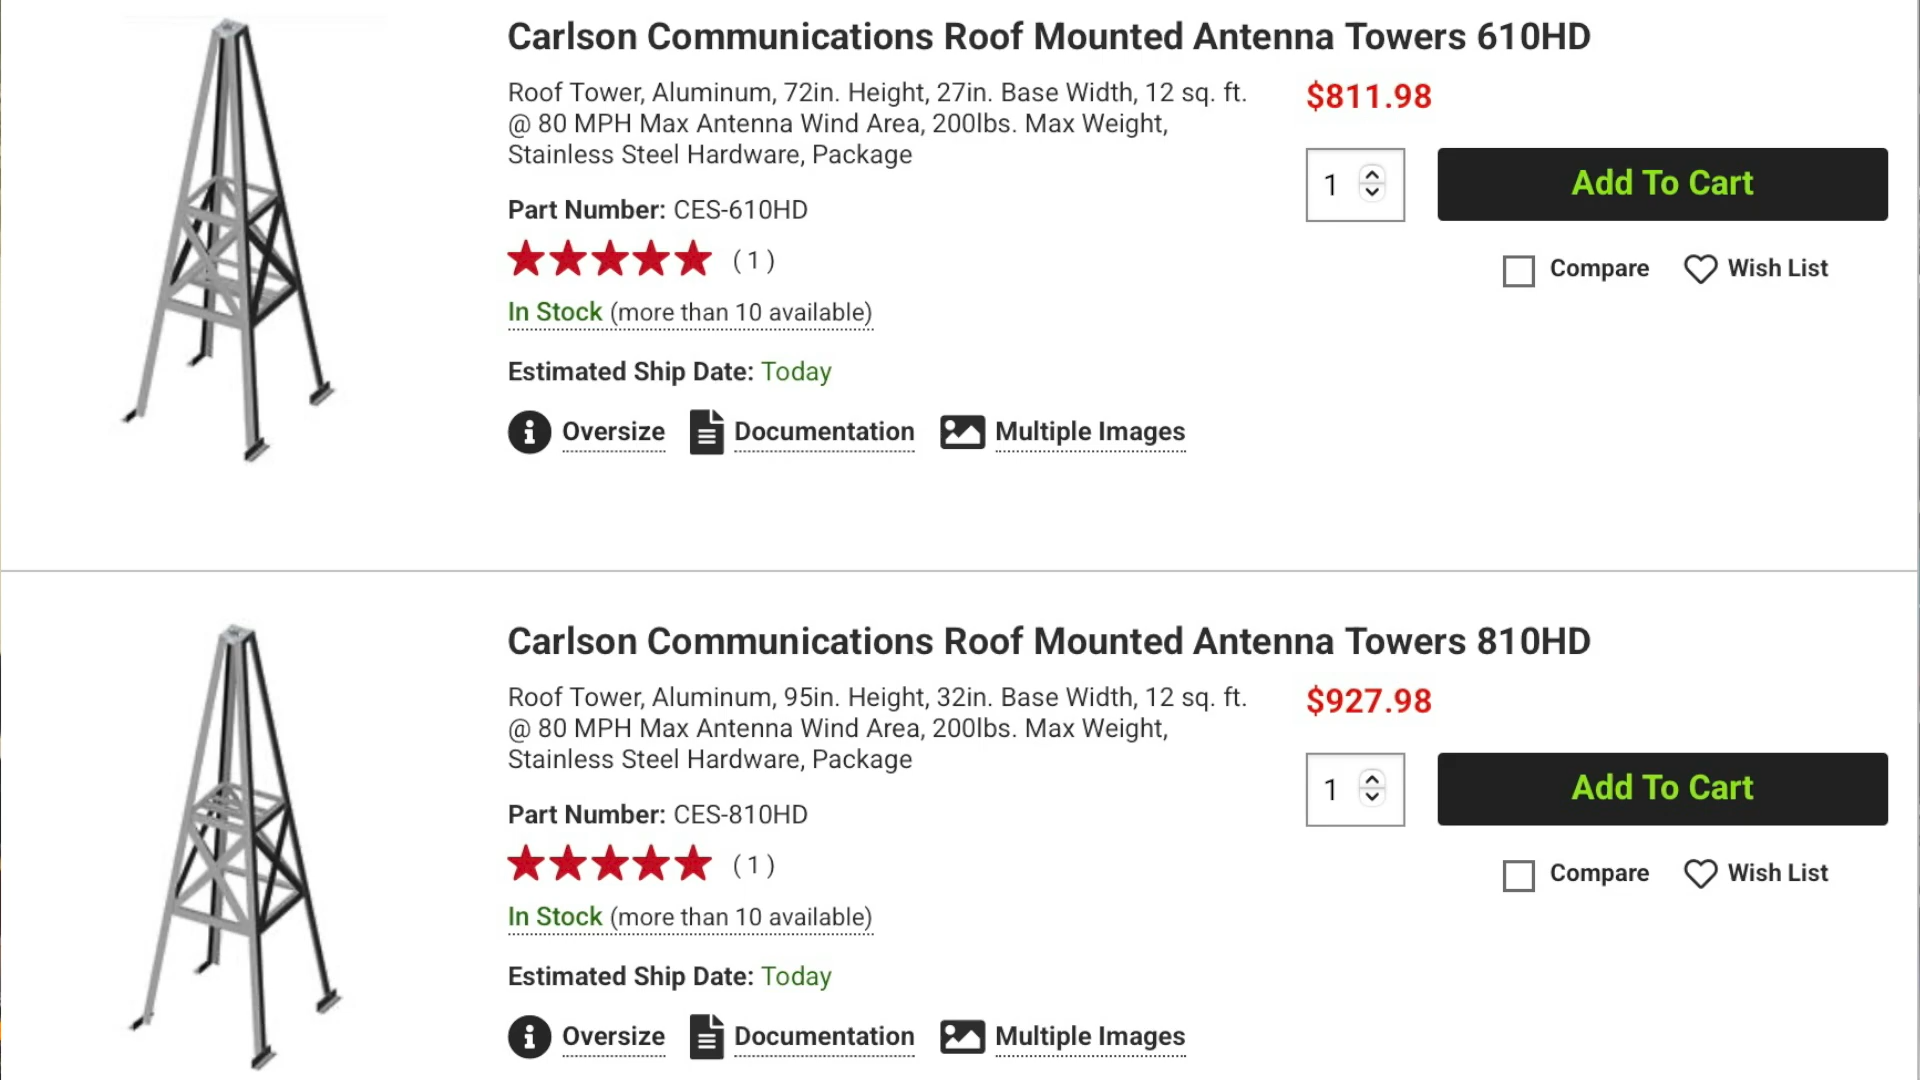 Carlson Communications Roof Mounted Antenna Towers 610HD
Roof Tower, Aluminum, 72in. Height, 27in. Base Width, 12 sq. ft.
@ 80 MPH Max Antenna Wind Area, 200lbs. Max Weight,
Stainless Steel Hardware, Package
$811.98
Part Number: CES-610HD
1
Add To Cart
( 1 )
Compare
Wish List
In Stock (more than 10 available)
Estimated Ship Date: Today
Oversize Documentation Multiple Images
Carlson Communications Roof Mounted Antenna Towers 810HD
Roof Tower, Aluminum, 95in. Height, 32in. Base Width, 12 sq. ft.
@ 80 MPH Max Antenna Wind Area, 200lbs. Max Weight,
Stainless Steel Hardware, Package
$927.98
Part Number: CES-810HD
1
Add To Cart
( 1 )
Compare
Wish List
In Stock (more than 10 available)
Estimated Ship Date: Today
Oversize Documentation Multiple Images